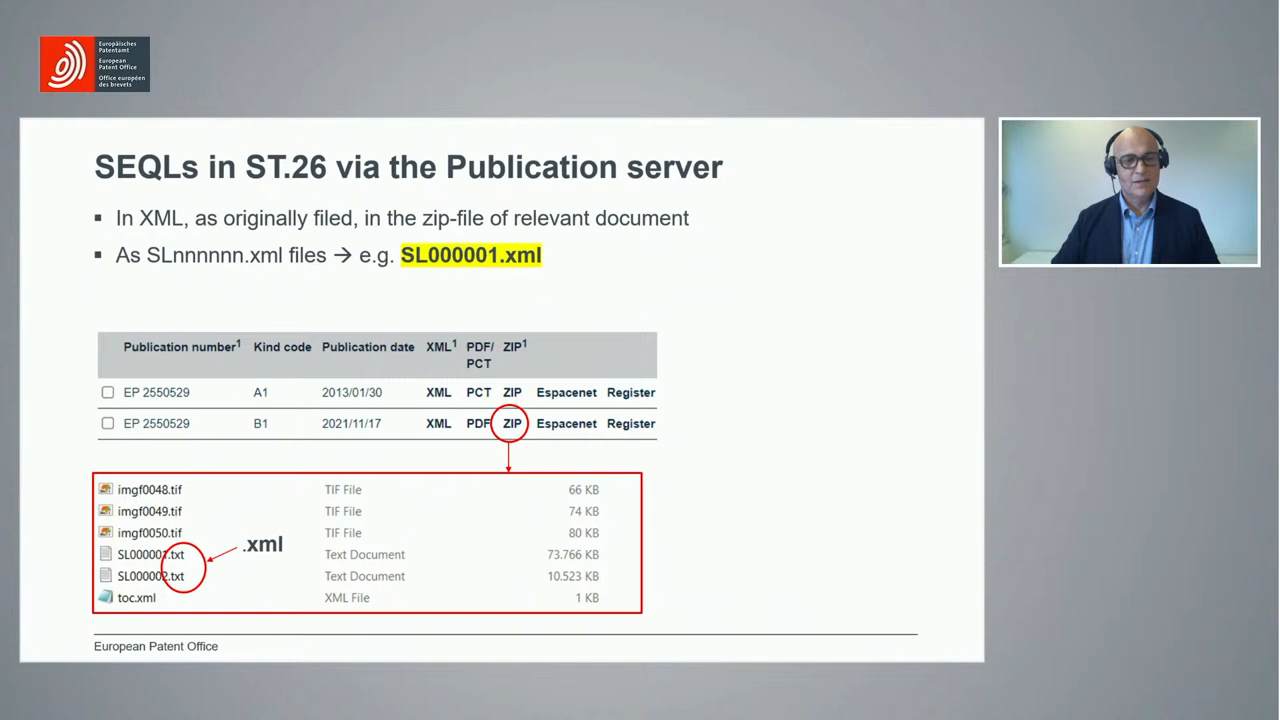 Europäisches
Patentamt
European
Patent Office
Office européen
des brevets
SEQLs in ST.26 via the Publication server
▪ In XML, as originally filed, in the zip-file of relevant document
▪ As SLnnnnnn.xml files → e.g. SL000001.xml
Publication number1 Kind code Publication date XML1 PDF/ PCT ZIP1
EP 2550529 A1 2013/01/30 XML PCT ZIP Espacenet Register
EP 2550529 B1 2021/11/17 XML PDF ZIP Espacenet Register
imgf0048.tif TIF File 66 KB
imgf0049.tif TIF File 74 KB
imgf0050.tif TIF File 80 KB
.xml
SL000001.txt Text Document 73.766 KB
SL000002.txt Text Document 10.523 KB
toc.xml XML File 1 KB
European Patent Office